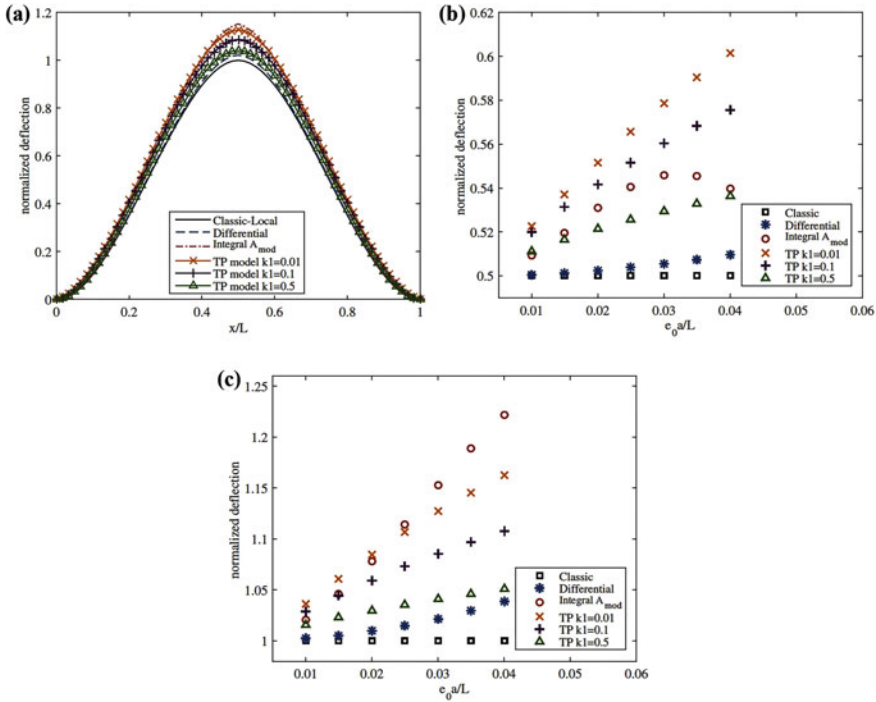 (a)
1.2
1
0.8
0.6
0.4
0.2
0
normalized deflection
Classic-Local
Differential
Integral A_mod
TP model k1=0.01
TP model k1=0.1
TP model k1=0.5
0 0.2 0.4 0.6 0.8 1
x/L
(b)
0.62
0.6
0.58
0.56
0.54
0.52
0.5
normalized deflection
Classic
Differential
Integral A_mod
TP k1=0.01
TP k1=0.1
TP k1=0.5
0.01 0.02 0.03 0.04 0.05 0.06
e_0a/L
(c)
1.25
1.2
1.15
1.1
1.05
1
normalized deflection
Classic
Differential
Integral A_mod
TP k1=0.01
TP k1=0.1
TP k1=0.5
0.01 0.02 0.03 0.04 0.05 0.06
e_0a/L